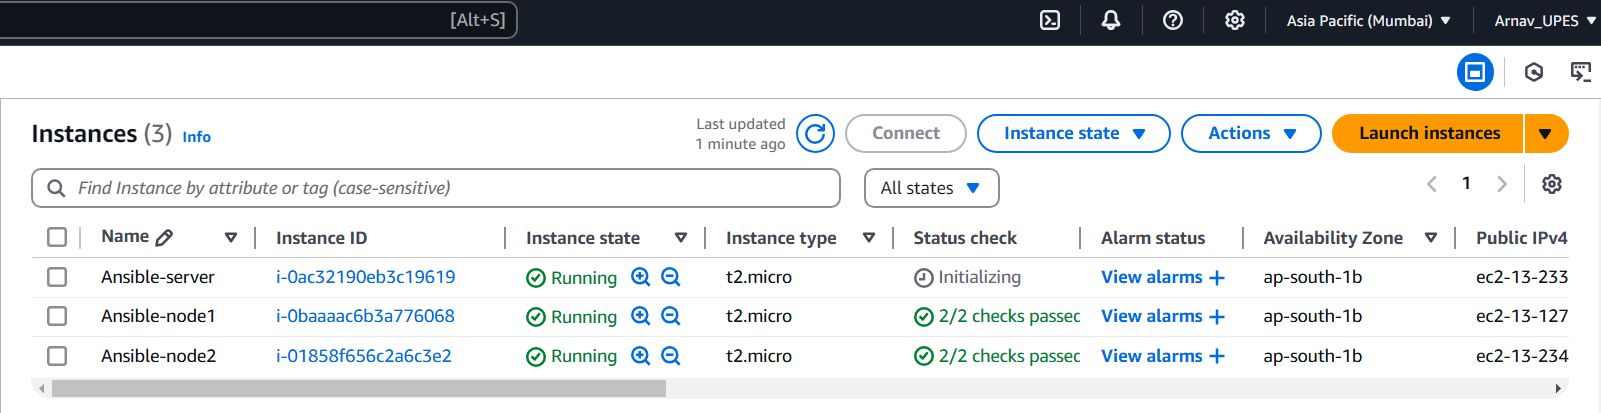 [Alt+S] Asia Pacific (Mumbai) Arnav_UPES
Instances (3) Info Last updated 1 minute ago Connect Instance state Actions Launch instances
Find Instance by attribute or tag (case-sensitive) All states 1
Name Instance ID Instance state Instance type Status check Alarm status Availability Zone Public IPv4
Ansible-server i-0ac32190eb3c19619 Running t2.micro Initializing View alarms + ap-south-1b ec2-13-233
Ansible-node1 i-0baaaac6b3a776068 Running t2.micro 2/2 checks passed View alarms + ap-south-1b ec2-13-127
Ansible-node2 i-01858f656c2a6c3e2 Running t2.micro 2/2 checks passed View alarms + ap-south-1b ec2-13-234